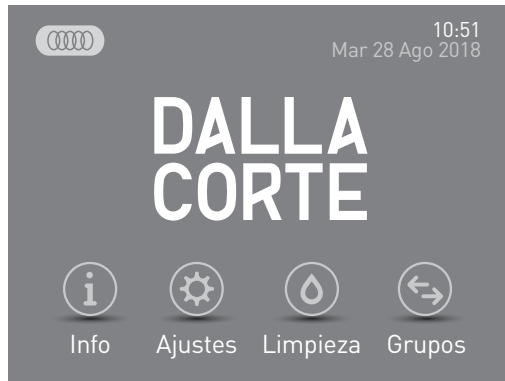 10:51
Mar 28 Ago 2018
DALLA
CORTE
Info
Ajustes
Limpieza
Grupos